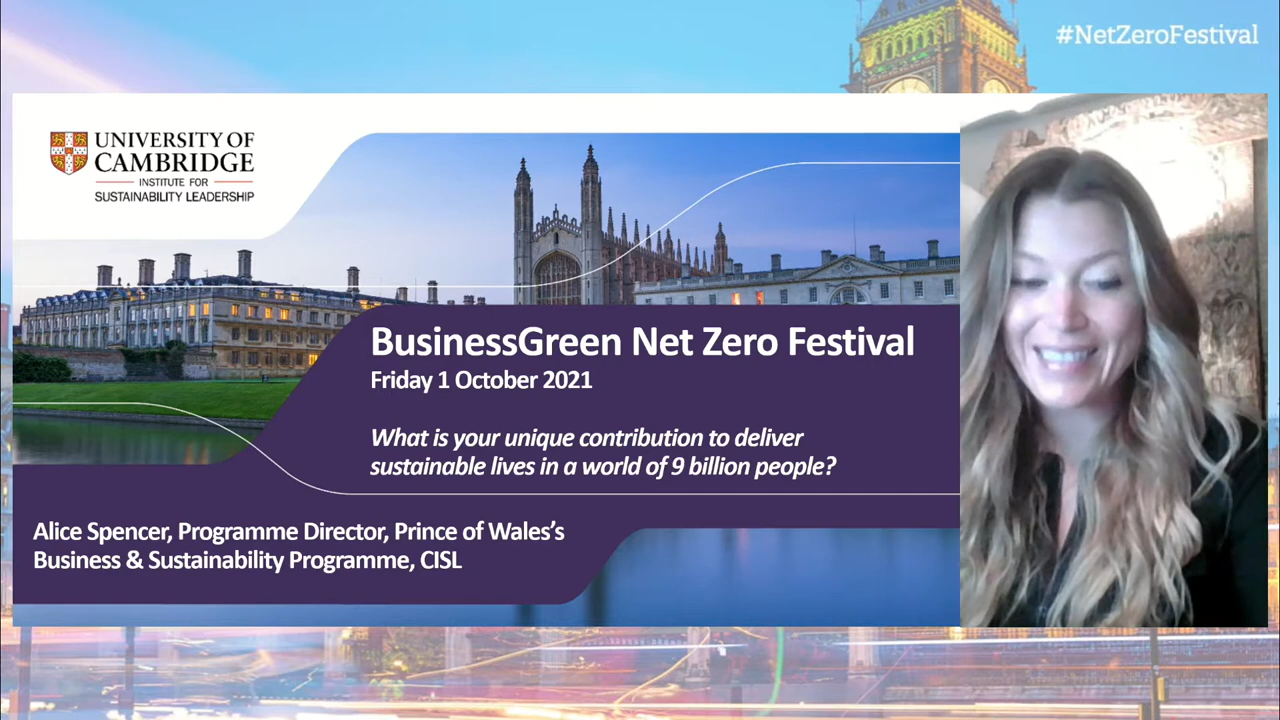 #NetZeroFestival
UNIVERSITY OF
CAMBRIDGE
INSTITUTE FOR
SUSTAINABILITY LEADERSHIP
BusinessGreen Net Zero Festival
Friday 1 October 2021
What is your unique contribution to deliver
sustainable lives in a world of 9 billion people?
Alice Spencer, Programme Director, Prince of Wales’s
Business & Sustainability Programme, CISL